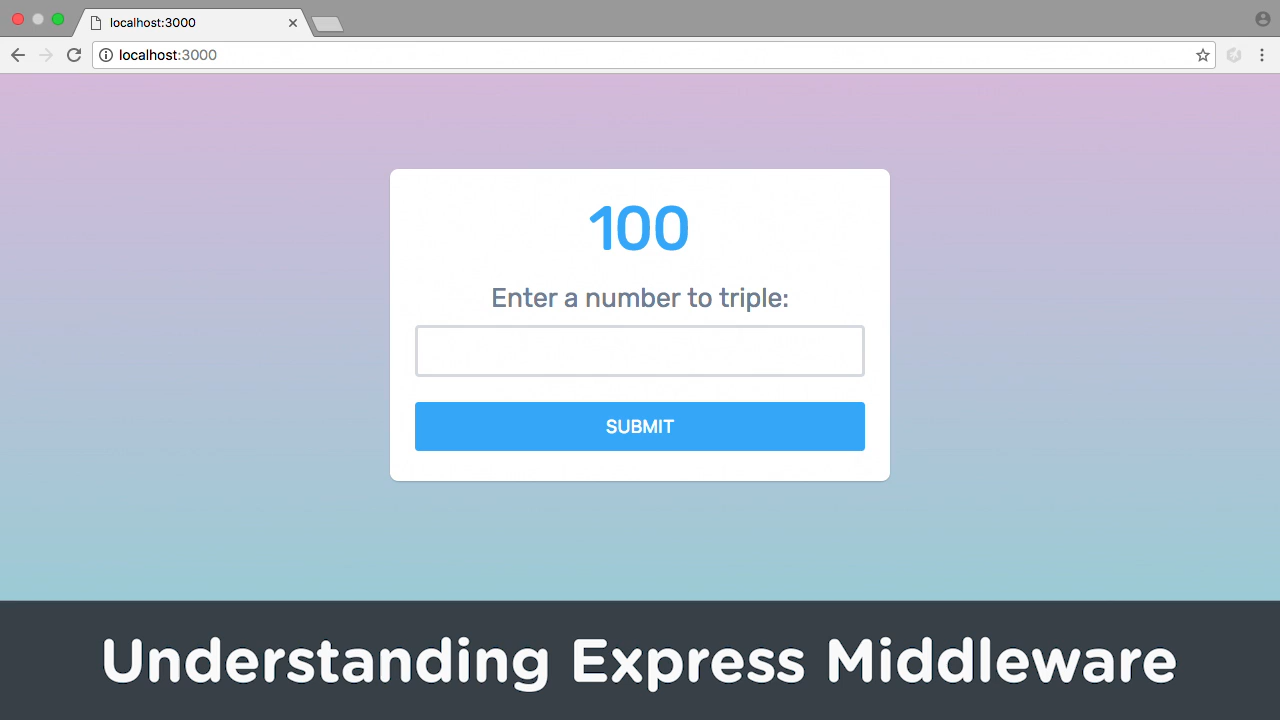 localhost:3000
localhost:3000
100
Enter a number to triple:
SUBMIT
Understanding Express Middleware